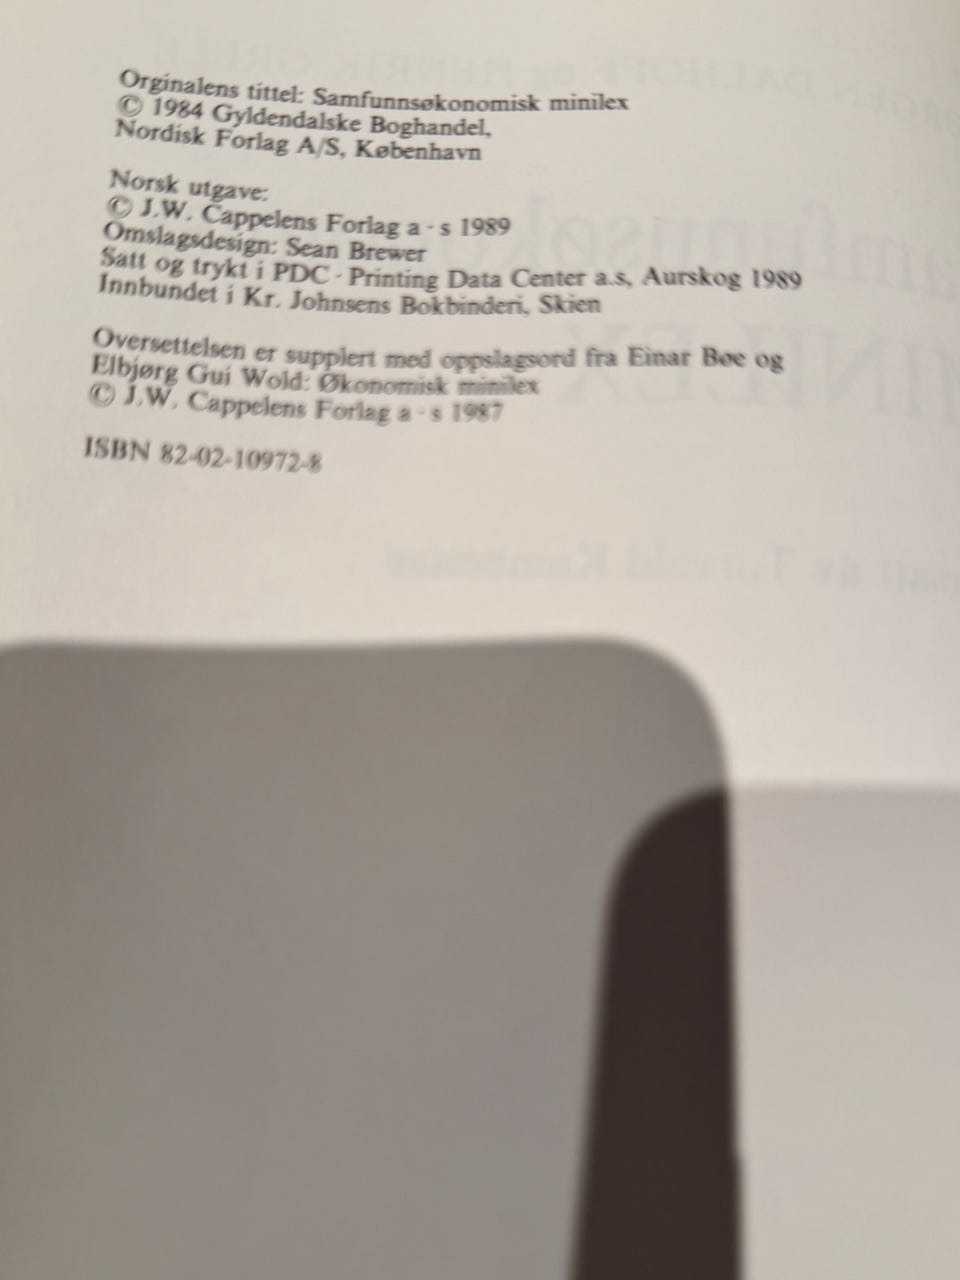 Orginalens tittel: Samfunnsøkonomisk minilex
© 1984 Gyldendalske Boghandel,
Nordisk Forlag A/S, København
Norsk utgave:
© J.W. Cappelens Forlag a·s 1989
Omslagsdesign: Sean Brewer
Satt og trykt i PDC - Printing Data Center a.s, Aurskog 1989
Innbundet i Kr. Johnsens Bokbinderi, Skien
Oversettelsen er supplert med oppslagsord fra Einar Bøe og
Elbjørg Gui Wold: Økonomisk minilex
© J.W. Cappelens Forlag a·s 1987
ISBN 82-02-10972-8